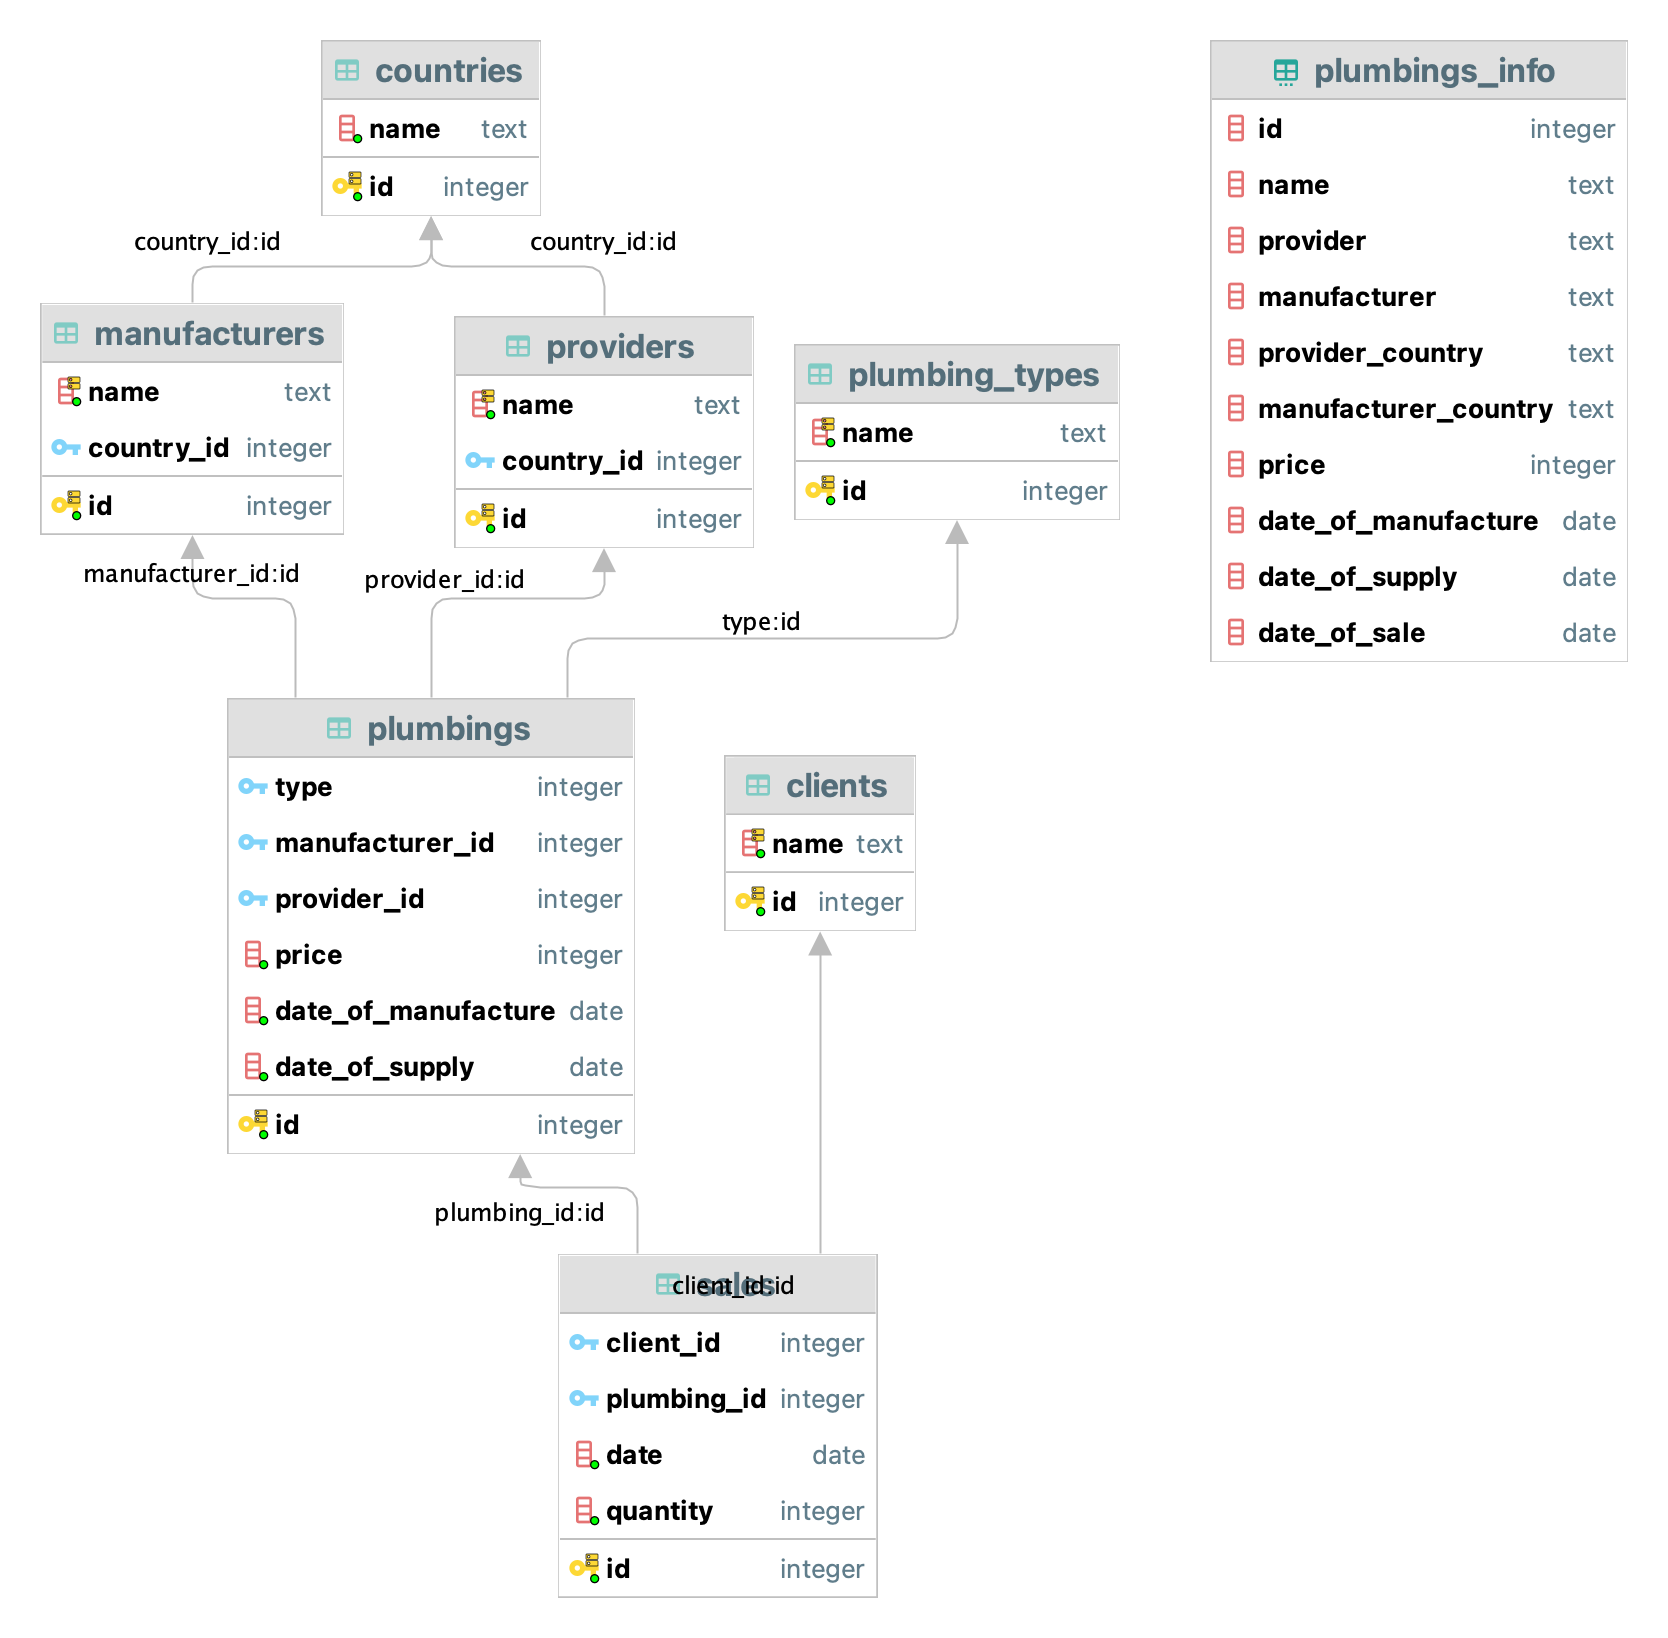 countries
name text
id integer
country_id:id
country_id:id
manufacturers
name text
country_id integer
id integer
providers
name text
country_id integer
id integer
plumbing_types
name text
id integer
plumbings_info
id integer
name text
provider text
manufacturer text
provider_country text
manufacturer_country text
price integer
date_of_manufacture date
date_of_supply date
date_of_sale date
manufacturer_id:id
provider_id:id
type:id
plumbings
type integer
manufacturer_id integer
provider_id integer
price integer
date_of_manufacture date
date_of_supply date
id integer
clients
name text
id integer
plumbing_id:id
sales
client_id:id
client_id integer
plumbing_id integer
date date
quantity integer
id integer